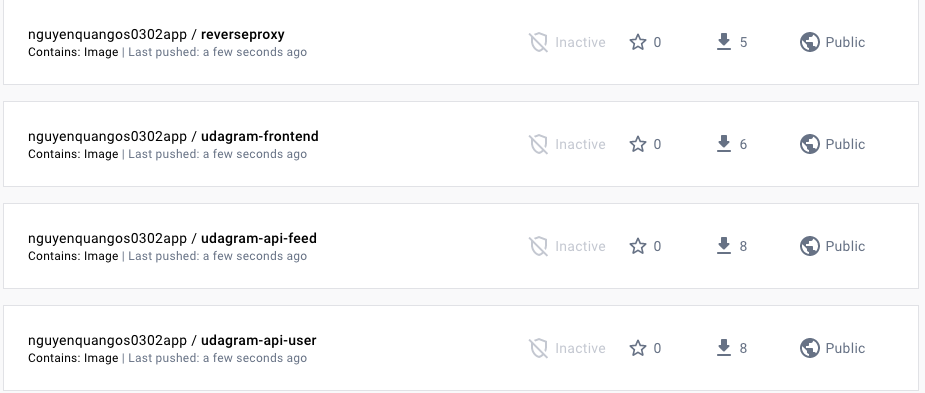 nguyenquangos0302app / reverseproxy
Contains: Image | Last pushed: a few seconds ago
Inactive 0 5 Public
nguyenquangos0302app / udagram-frontend
Contains: Image | Last pushed: a few seconds ago
Inactive 0 6 Public
nguyenquangos0302app / udagram-api-feed
Contains: Image | Last pushed: a few seconds ago
Inactive 0 8 Public
nguyenquangos0302app / udagram-api-user
Contains: Image | Last pushed: a few seconds ago
Inactive 0 8 Public